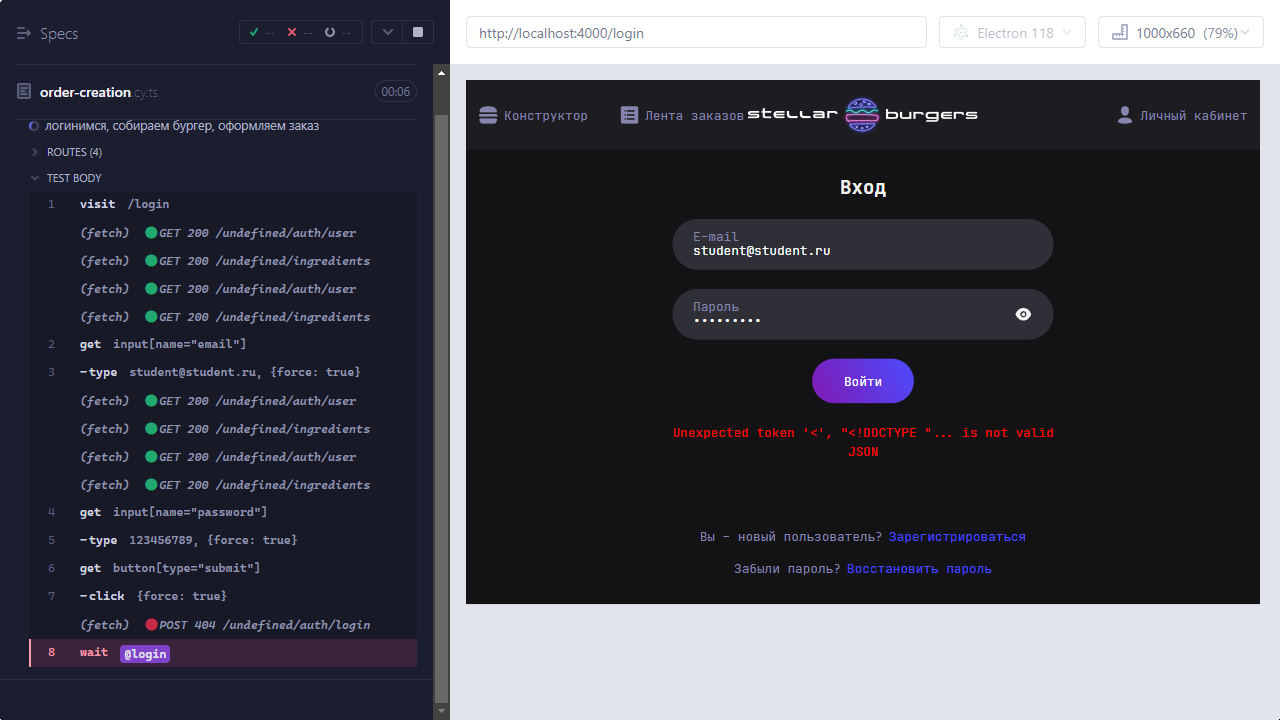 Specs
-- -- --
order-creation.cy.ts
00:06
логинимся, собираем бургер, оформляем заказ
ROUTES (4)
TEST BODY
1 visit /login
(fetch) GET 200 /undefined/auth/user
(fetch) GET 200 /undefined/ingredients
(fetch) GET 200 /undefined/auth/user
(fetch) GET 200 /undefined/ingredients
2 get input[name="email"]
3 -type student@student.ru, {force: true}
(fetch) GET 200 /undefined/auth/user
(fetch) GET 200 /undefined/ingredients
(fetch) GET 200 /undefined/auth/user
(fetch) GET 200 /undefined/ingredients
4 get input[name="password"]
5 -type 123456789, {force: true}
6 get button[type="submit"]
7 -click {force: true}
(fetch) POST 404 /undefined/auth/login
8 wait @login
http://localhost:4000/login
Electron 118
1000x660 (79%)
Конструктор
Лента заказов
stellar burgers
Личный кабинет
Вход
E-mail
student@student.ru
Пароль
•••••••••
Войти
Unexpected token '<', "<!DOCTYPE "... is not valid
JSON
Вы - новый пользователь? Зарегистрироваться
Забыли пароль? Восстановить пароль